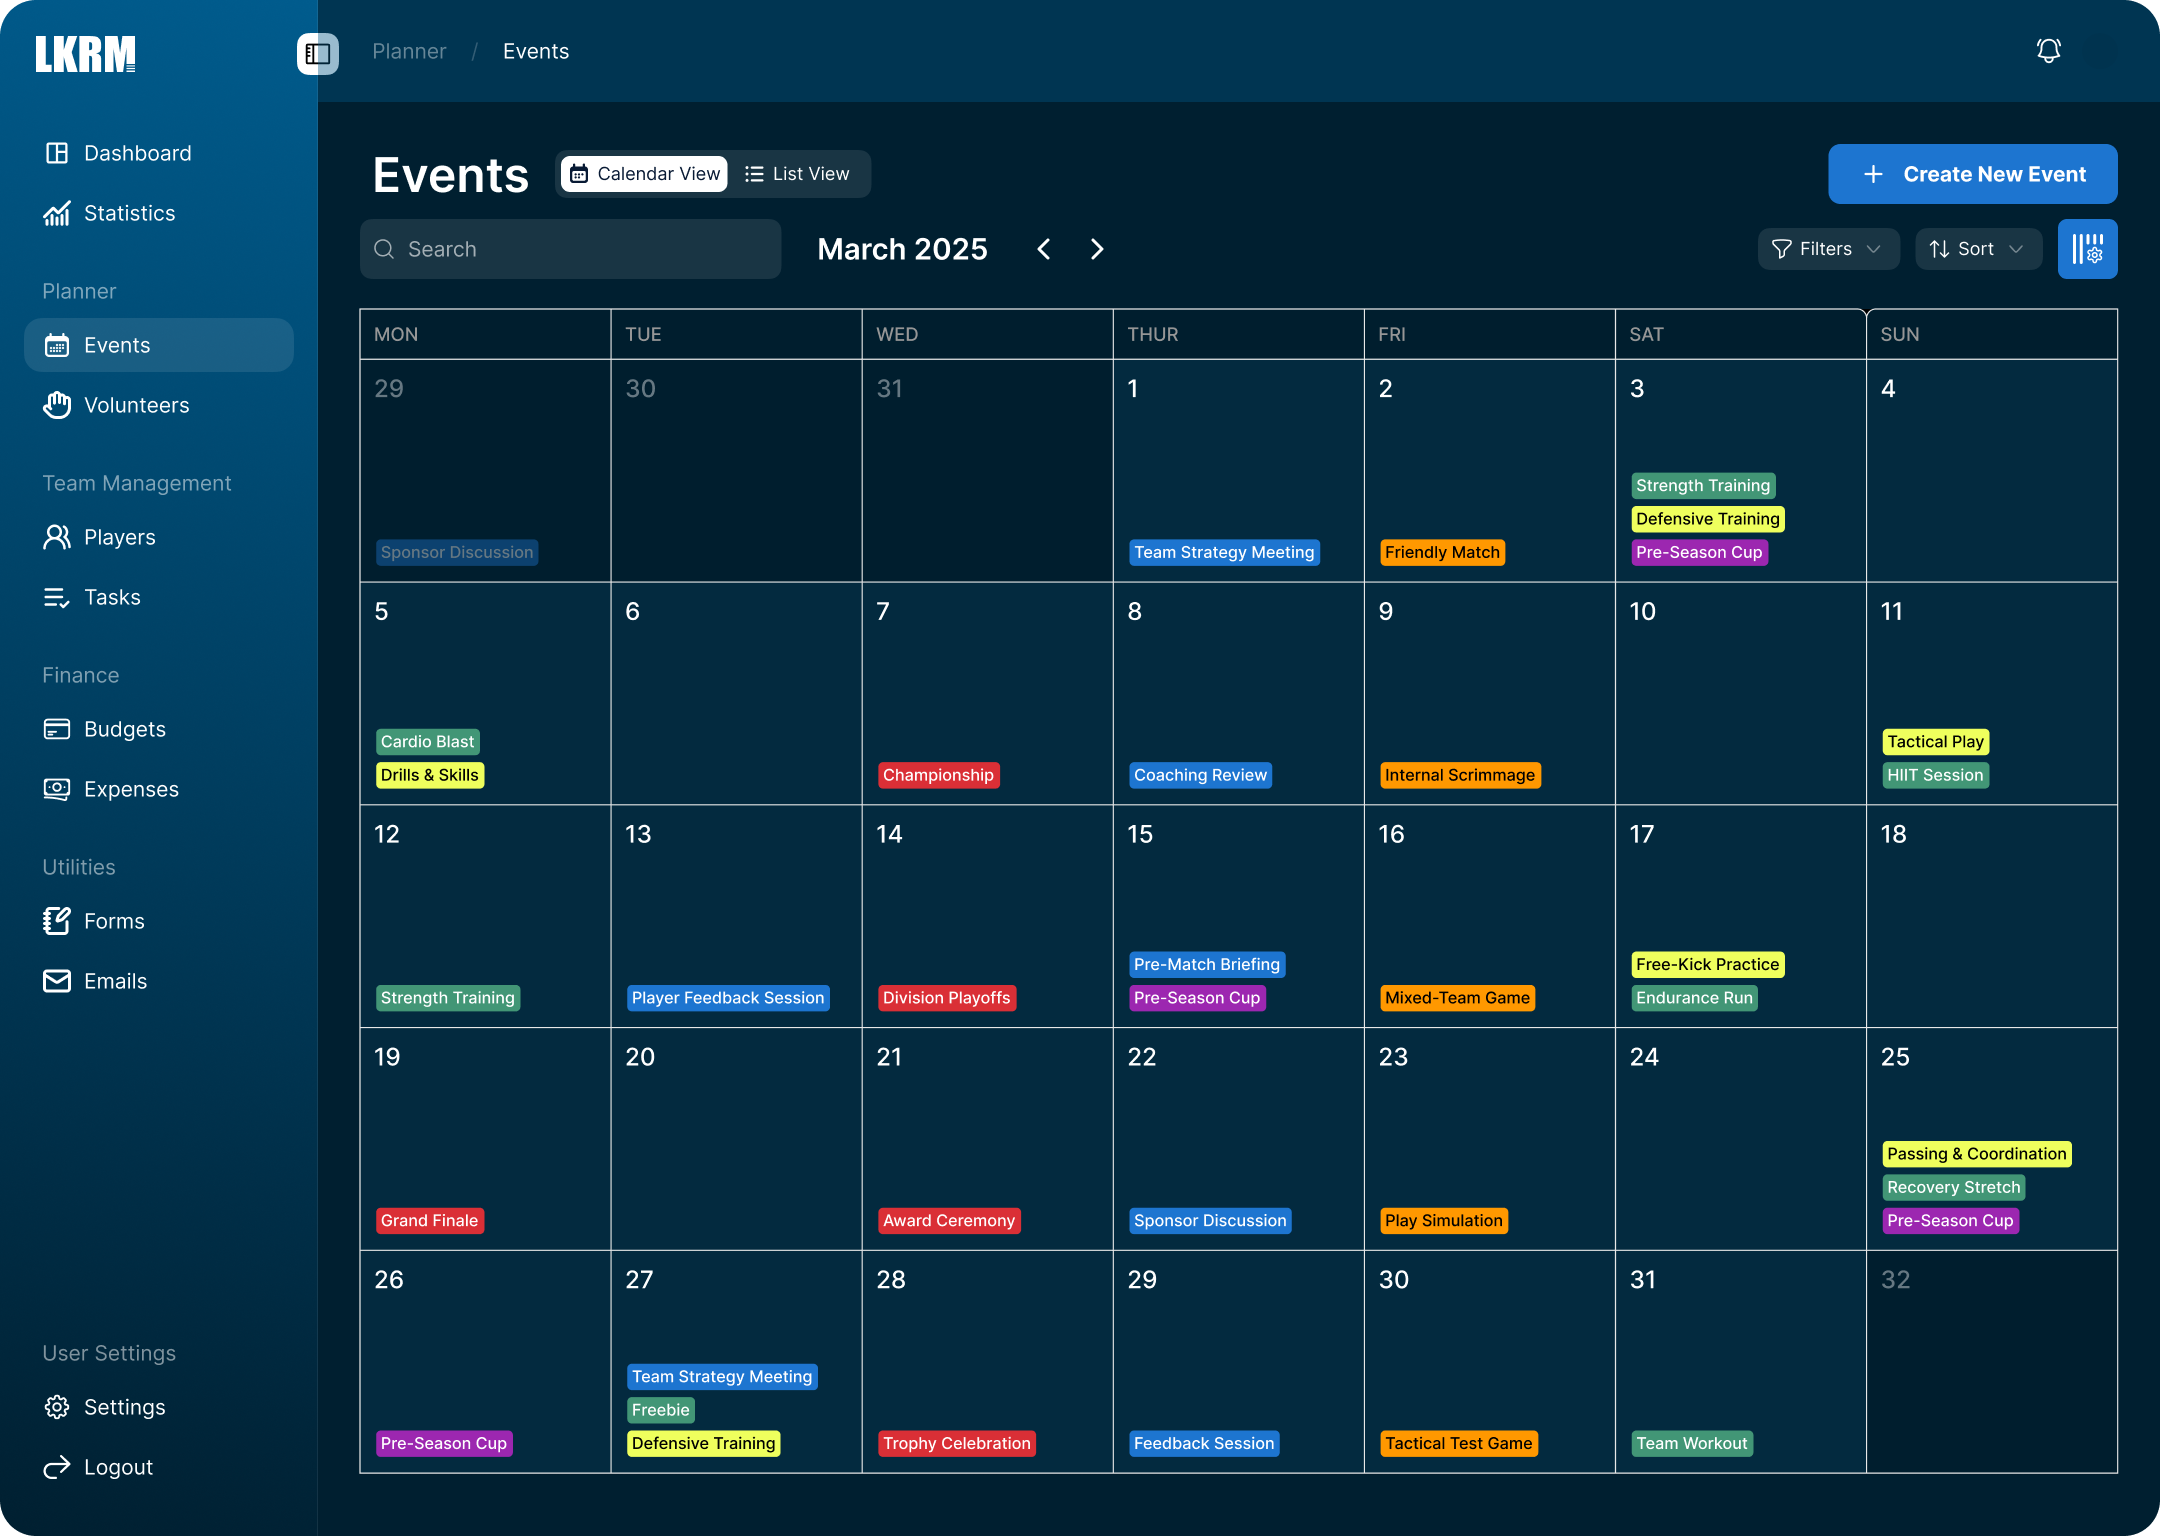 LKRM
Planner / Events
Dashboard
Statistics
Planner
Events
Volunteers
Team Management
Players
Tasks
Finance
Budgets
Expenses
Utilities
Forms
Emails
User Settings
Settings
Logout
Events
Calendar View
List View
Create New Event
Search
March 2025
Filters
Sort
MON TUE WED THUR FRI SAT SUN
29
Sponsor Discussion
30
31
1
Team Strategy Meeting
2
Friendly Match
3
Strength Training
Defensive Training
Pre-Season Cup
4
5
Cardio Blast
Drills & Skills
6
7
Championship
8
Coaching Review
9
Internal Scrimmage
10
11
Tactical Play
HIIT Session
12
Strength Training
13
Player Feedback Session
14
Division Playoffs
15
Pre-Match Briefing
Pre-Season Cup
16
Mixed-Team Game
17
Free-Kick Practice
Endurance Run
18
19
Grand Finale
20
21
Award Ceremony
22
Sponsor Discussion
23
Play Simulation
24
25
Passing & Coordination
Recovery Stretch
Pre-Season Cup
26
Pre-Season Cup
27
Team Strategy Meeting
Freebie
Defensive Training
28
Trophy Celebration
29
Feedback Session
30
Tactical Test Game
31
Team Workout
32